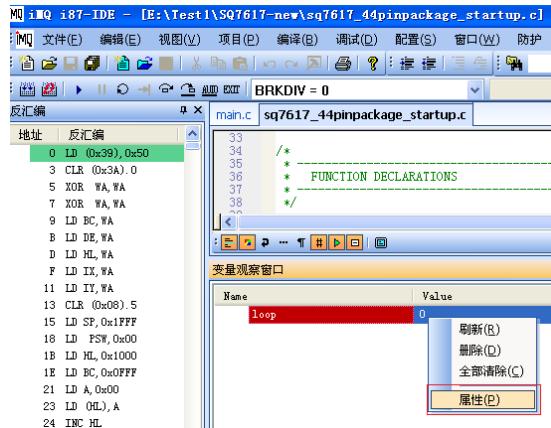 iMQ i87-IDE - [E:\Test1\SQ7617-new\sq7617_44pinpackage_startup.c]
文件(F) 编辑(E) 视图(V) 项目(P) 编译(B) 调试(D) 配置(S) 窗口(W) 防护
BRKDIV = 0
反汇编
main.c sq7617_44pinpackage_startup.c
地址 反汇编
0 LD (0x39),0x50
3 CLR (0x3A).0
5 XOR WA,WA
7 XOR WA,WA
9 LD BC,WA
B LD DE,WA
D LD HL,WA
F LD IX,WA
11 LD IY,WA
13 CLR (0x08).5
15 LD SP,0x1FFF
18 LD PSW,0x00
1B LD HL,0x1000
1E LD BC,0x0FFF
21 LD A,0x00
23 LD (HL),A
24 INC HL
33
34 /*
35 * --------------------------------
36 * FUNCTION DECLARATIONS
37 * --------------------------------
38 */
变量观察窗口
Name Value
loop 0
刷新(R)
删除(D)
全部清除(C)
属性(P)